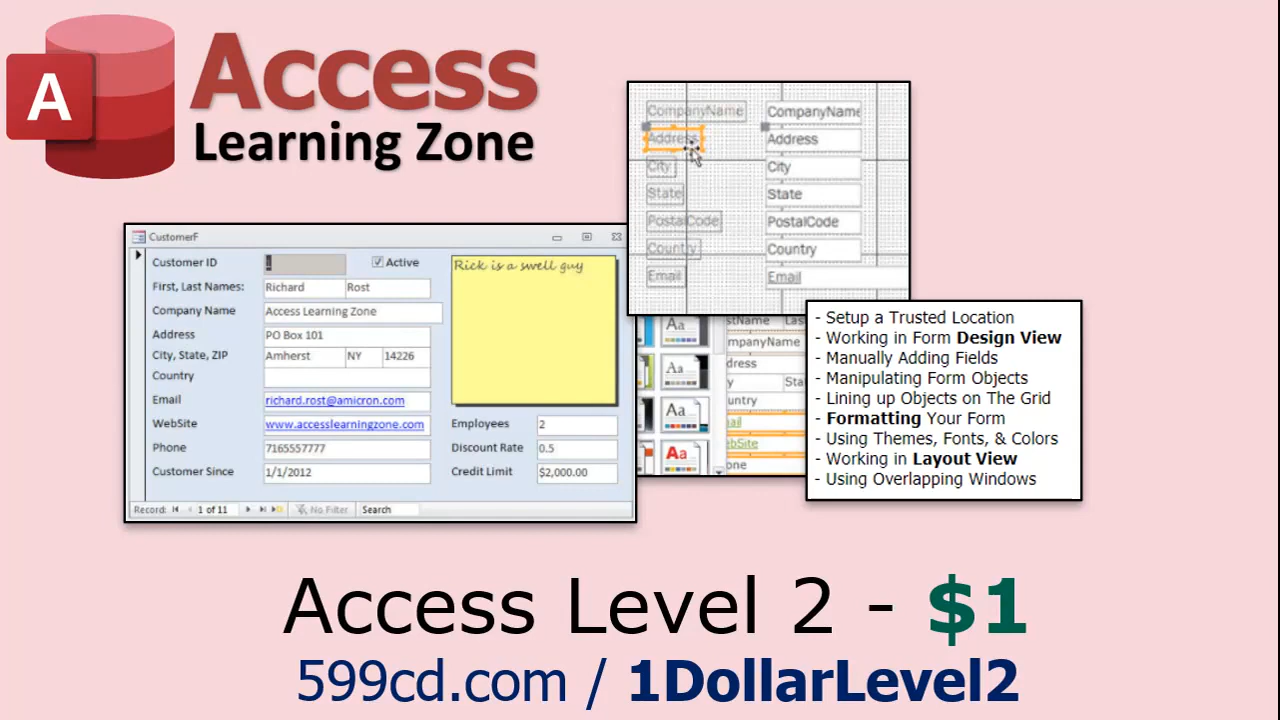 A
Access
Learning Zone
CompanyName CompanyName
Address Address
City City
State State
PostalCode PostalCode
Country Country
Email Email
CustomerF
Customer ID Active
First, Last Names: Richard Rost
Company Name Access Learning Zone
Address PO Box 101
City, State, ZIP Amherst NY 14226
Country
Email richard.rost@amicron.com
WebSite www.accesslearningzone.com
Phone 7165557777
Customer Since 1/1/2012
Rick is a swell guy
Employees 2
Discount Rate 0.5
Credit Limit $2,000.00
Record: 1 of 11 No Filter Search
Aa
Aa
Aa
Aa
- Setup a Trusted Location
- Working in Form Design View
- Manually Adding Fields
- Manipulating Form Objects
- Lining up Objects on The Grid
- Formatting Your Form
- Using Themes, Fonts, & Colors
- Working in Layout View
- Using Overlapping Windows
Access Level 2 - $1
599cd.com / 1DollarLevel2